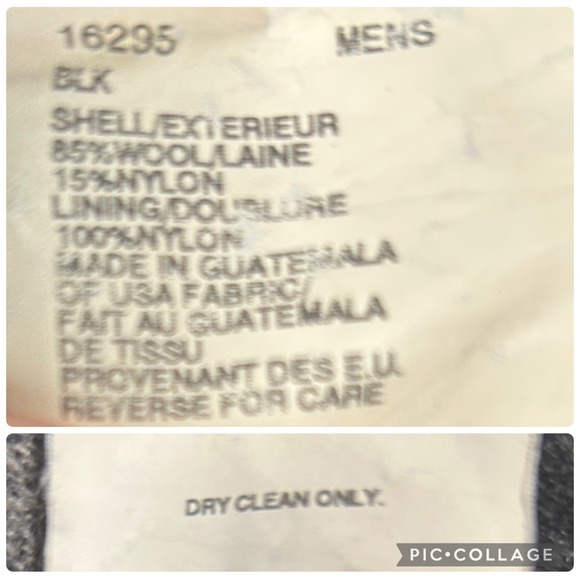 16295 MENS
BLK
SHELL/EXTERIEUR
85%WOOL/LAINE
15%NYLON
LINING/DOUBLURE
100%NYLON
MADE IN GUATEMALA
OF USA FABRIC/
FAIT AU GUATEMALA
DE TISSU
PROVENANT DES E.U.
REVERSE FOR CARE
DRY CLEAN ONLY.
PIC•COLLAGE